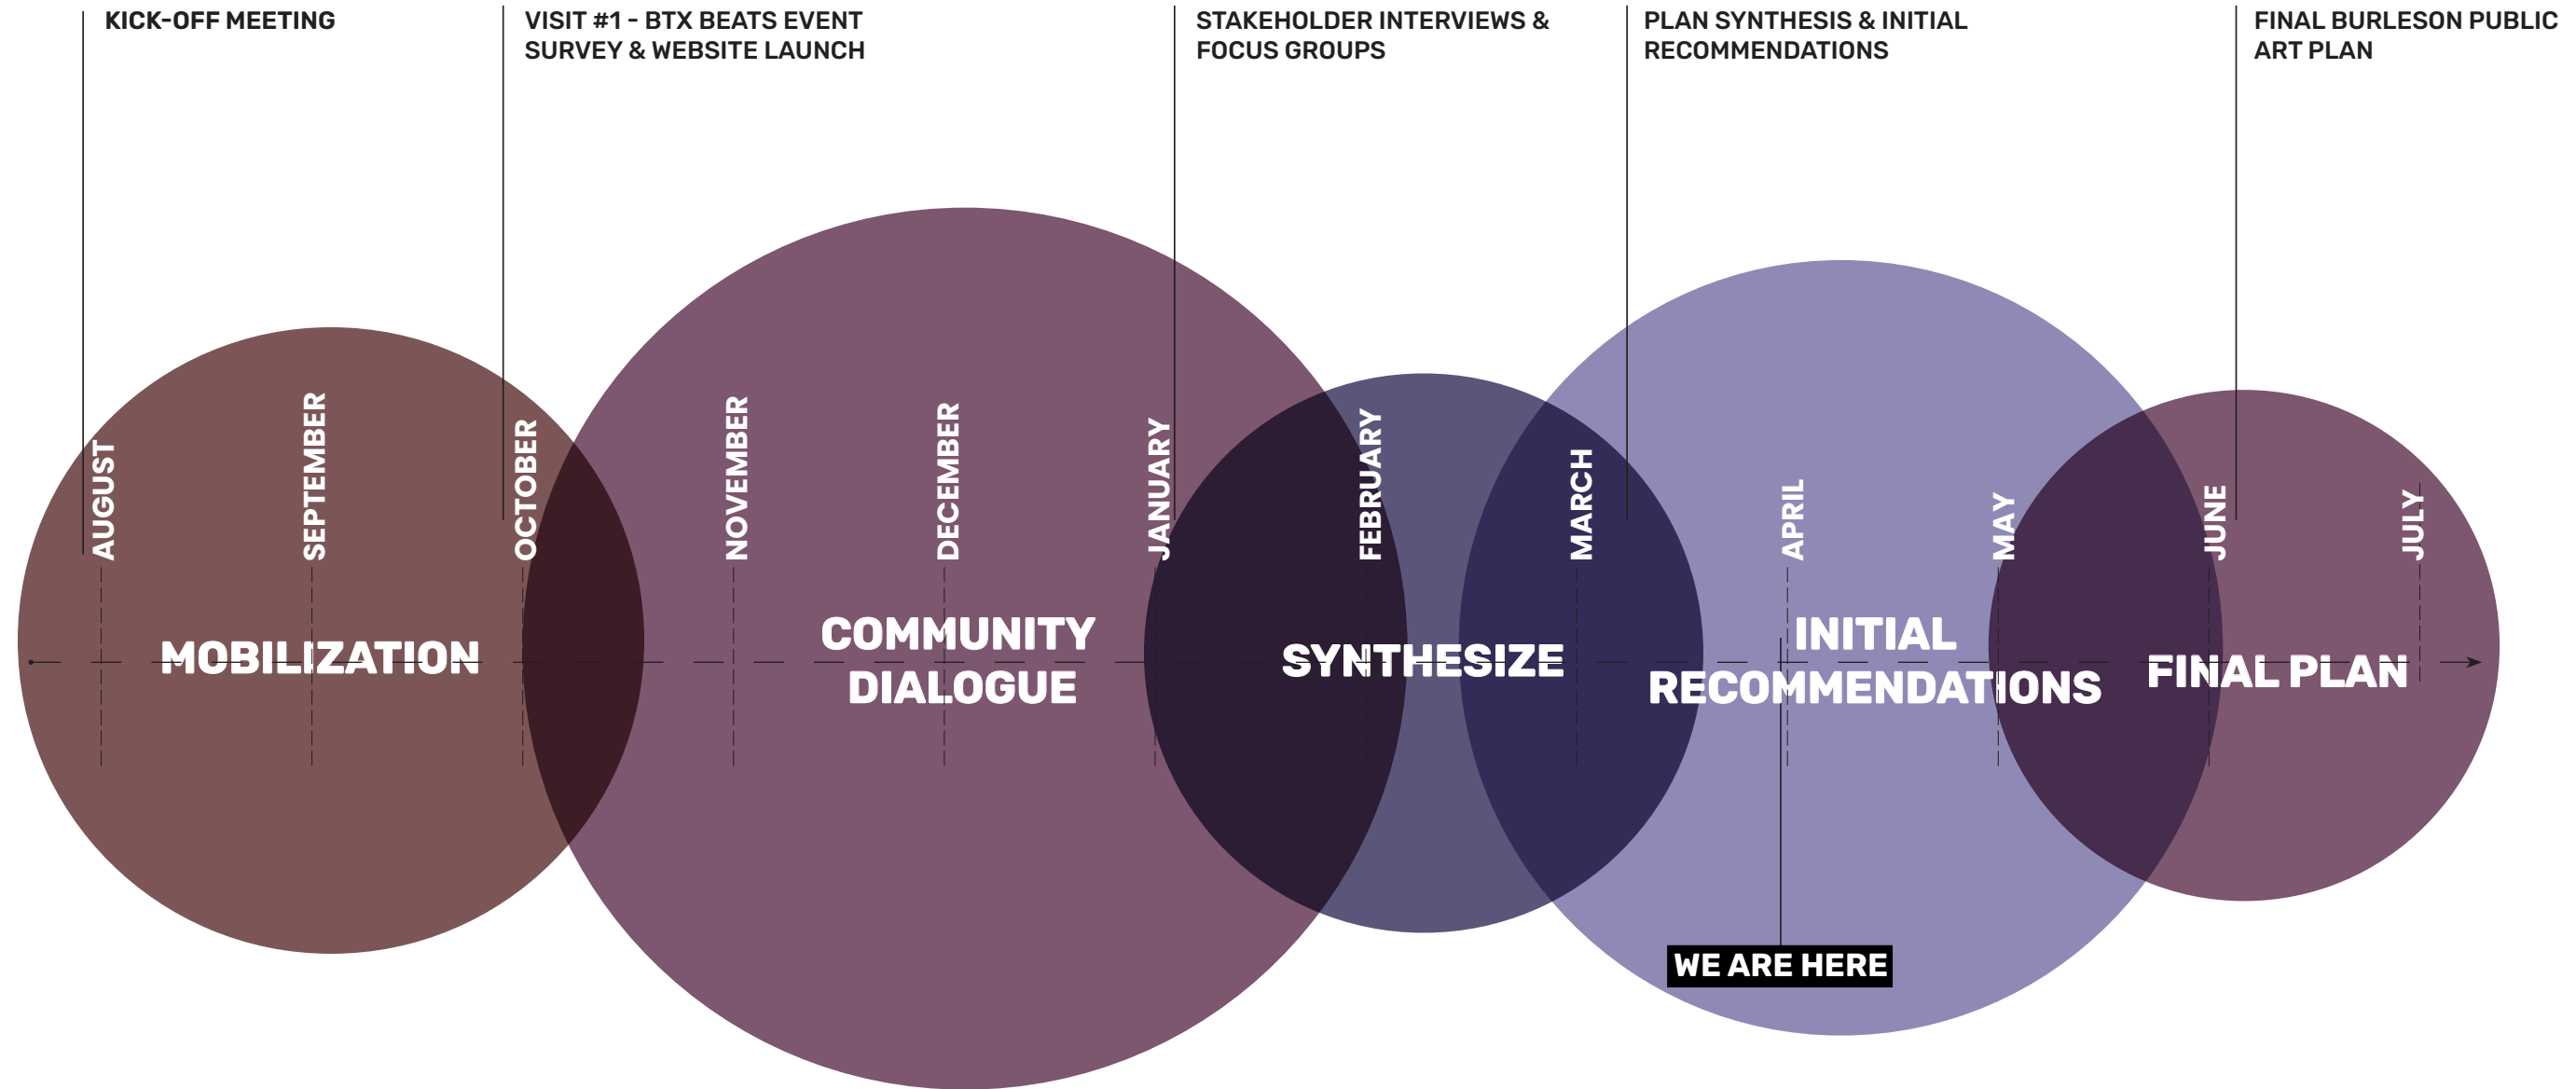 KICK-OFF MEETING
VISIT #1 - BTX BEATS EVENT
SURVEY & WEBSITE LAUNCH
STAKEHOLDER INTERVIEWS &
FOCUS GROUPS
PLAN SYNTHESIS & INITIAL
RECOMMENDATIONS
FINAL BURLESON PUBLIC
ART PLAN
AUGUST
SEPTEMBER
OCTOBER
NOVEMBER
DECEMBER
JANUARY
FEBRUARY
MARCH
APRIL
MAY
JUNE
JULY
MOBILIZATION
COMMUNITY
DIALOGUE
SYNTHESIZE
INITIAL
RECOMMENDATIONS
FINAL PLAN
WE ARE HERE